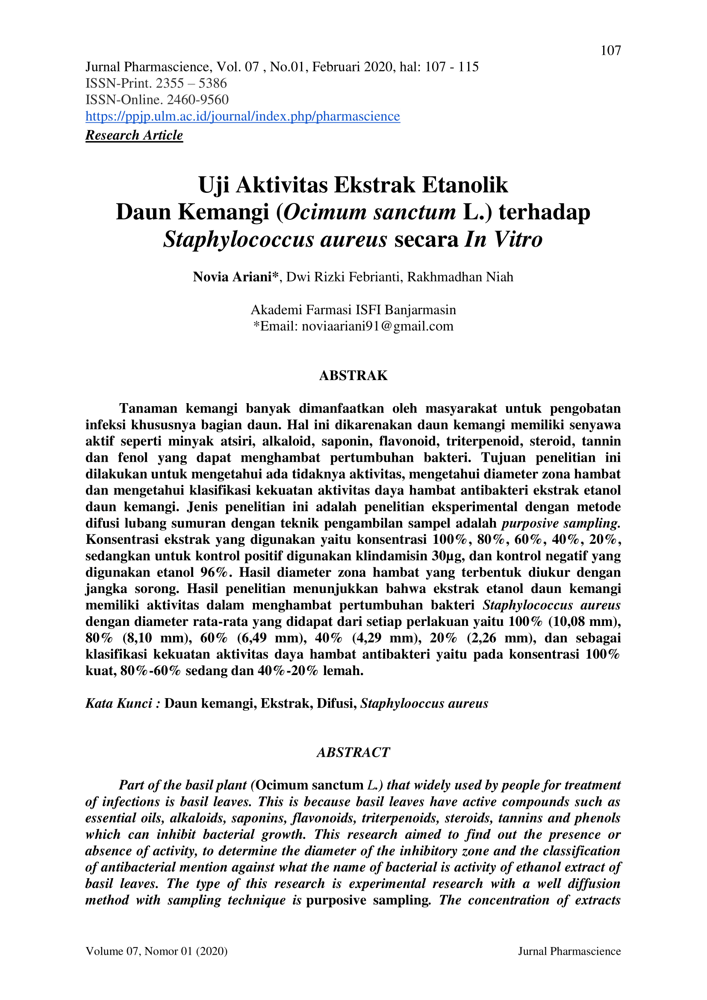 107
Jurnal Pharmascience, Vol. 07 , No.01, Februari 2020, hal: 107 - 115
ISSN-Print. 2355 – 5386
ISSN-Online. 2460-9560
https://ppjp.ulm.ac.id/journal/index.php/pharmascience
Research Article
Uji Aktivitas Ekstrak Etanolik
Daun Kemangi (Ocimum sanctum L.) terhadap
Staphylococcus aureus secara In Vitro
Novia Ariani*, Dwi Rizki Febrianti, Rakhmadhan Niah
Akademi Farmasi ISFI Banjarmasin
*Email: noviaariani91@gmail.com
ABSTRAK
Tanaman kemangi banyak dimanfaatkan oleh masyarakat untuk pengobatan
infeksi khususnya bagian daun. Hal ini dikarenakan daun kemangi memiliki senyawa
aktif seperti minyak atsiri, alkaloid, saponin, flavonoid, triterpenoid, steroid, tannin
dan fenol yang dapat menghambat pertumbuhan bakteri. Tujuan penelitian ini
dilakukan untuk mengetahui ada tidaknya aktivitas, mengetahui diameter zona hambat
dan mengetahui klasifikasi kekuatan aktivitas daya hambat antibakteri ekstrak etanol
daun kemangi. Jenis penelitian ini adalah penelitian eksperimental dengan metode
difusi lubang sumuran dengan teknik pengambilan sampel adalah purposive sampling.
Konsentrasi ekstrak yang digunakan yaitu konsentrasi 100%, 80%, 60%, 40%, 20%,
sedangkan untuk kontrol positif digunakan klindamisin 30µg, dan kontrol negatif yang
digunakan etanol 96%. Hasil diameter zona hambat yang terbentuk diukur dengan
jangka sorong. Hasil penelitian menunjukkan bahwa ekstrak etanol daun kemangi
memiliki aktivitas dalam menghambat pertumbuhan bakteri Staphylococcus aureus
dengan diameter rata-rata yang didapat dari setiap perlakuan yaitu 100% (10,08 mm),
80% (8,10 mm), 60% (6,49 mm), 40% (4,29 mm), 20% (2,26 mm), dan sebagai
klasifikasi kekuatan aktivitas daya hambat antibakteri yaitu pada konsentrasi 100%
kuat, 80%-60% sedang dan 40%-20% lemah.
Kata Kunci : Daun kemangi, Ekstrak, Difusi, Staphylooccus aureus
ABSTRACT
Part of the basil plant (Ocimum sanctum L.) that widely used by people for treatment
of infections is basil leaves. This is because basil leaves have active compounds such as
essential oils, alkaloids, saponins, flavonoids, triterpenoids, steroids, tannins and phenols
which can inhibit bacterial growth. This research aimed to find out the presence or
absence of activity, to determine the diameter of the inhibitory zone and the classification
of antibacterial mention against what the name of bacterial is activity of ethanol extract of
basil leaves. The type of this research is experimental research with a well diffusion
method with sampling technique is purposive sampling. The concentration of extracts
Volume 07, Nomor 01 (2020)
Jurnal Pharmascience